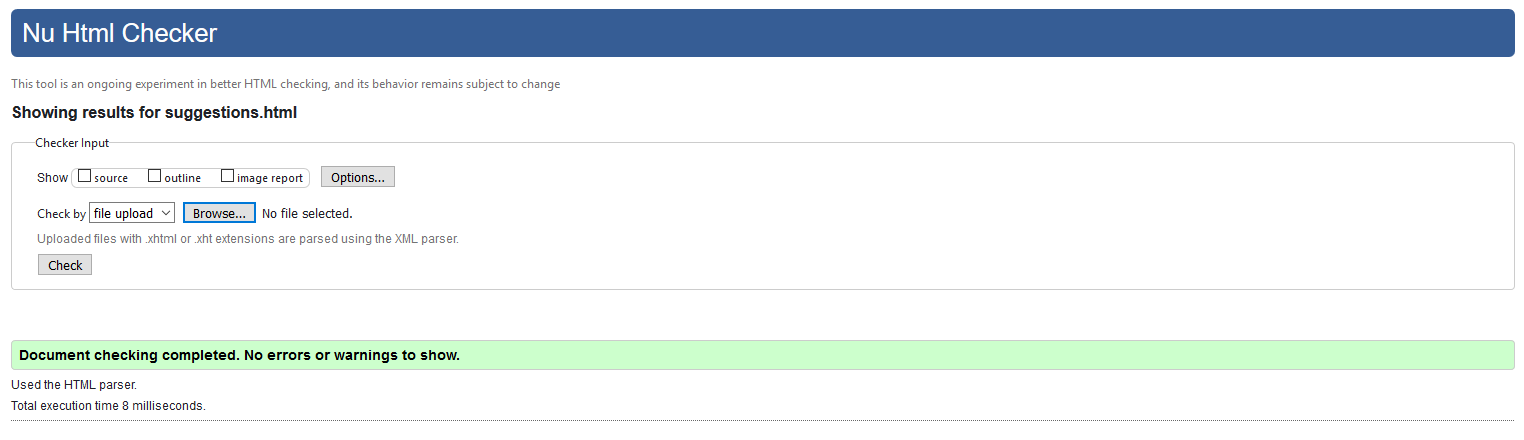 Nu Html Checker
This tool is an ongoing experiment in better HTML checking, and its behavior remains subject to change
Showing results for suggestions.html
Checker Input
Show source outline image report Options...
Check by file upload Browse... No file selected.
Uploaded files with .xhtml or .xht extensions are parsed using the XML parser.
Check
Document checking completed. No errors or warnings to show.
Used the HTML parser.
Total execution time 8 milliseconds.